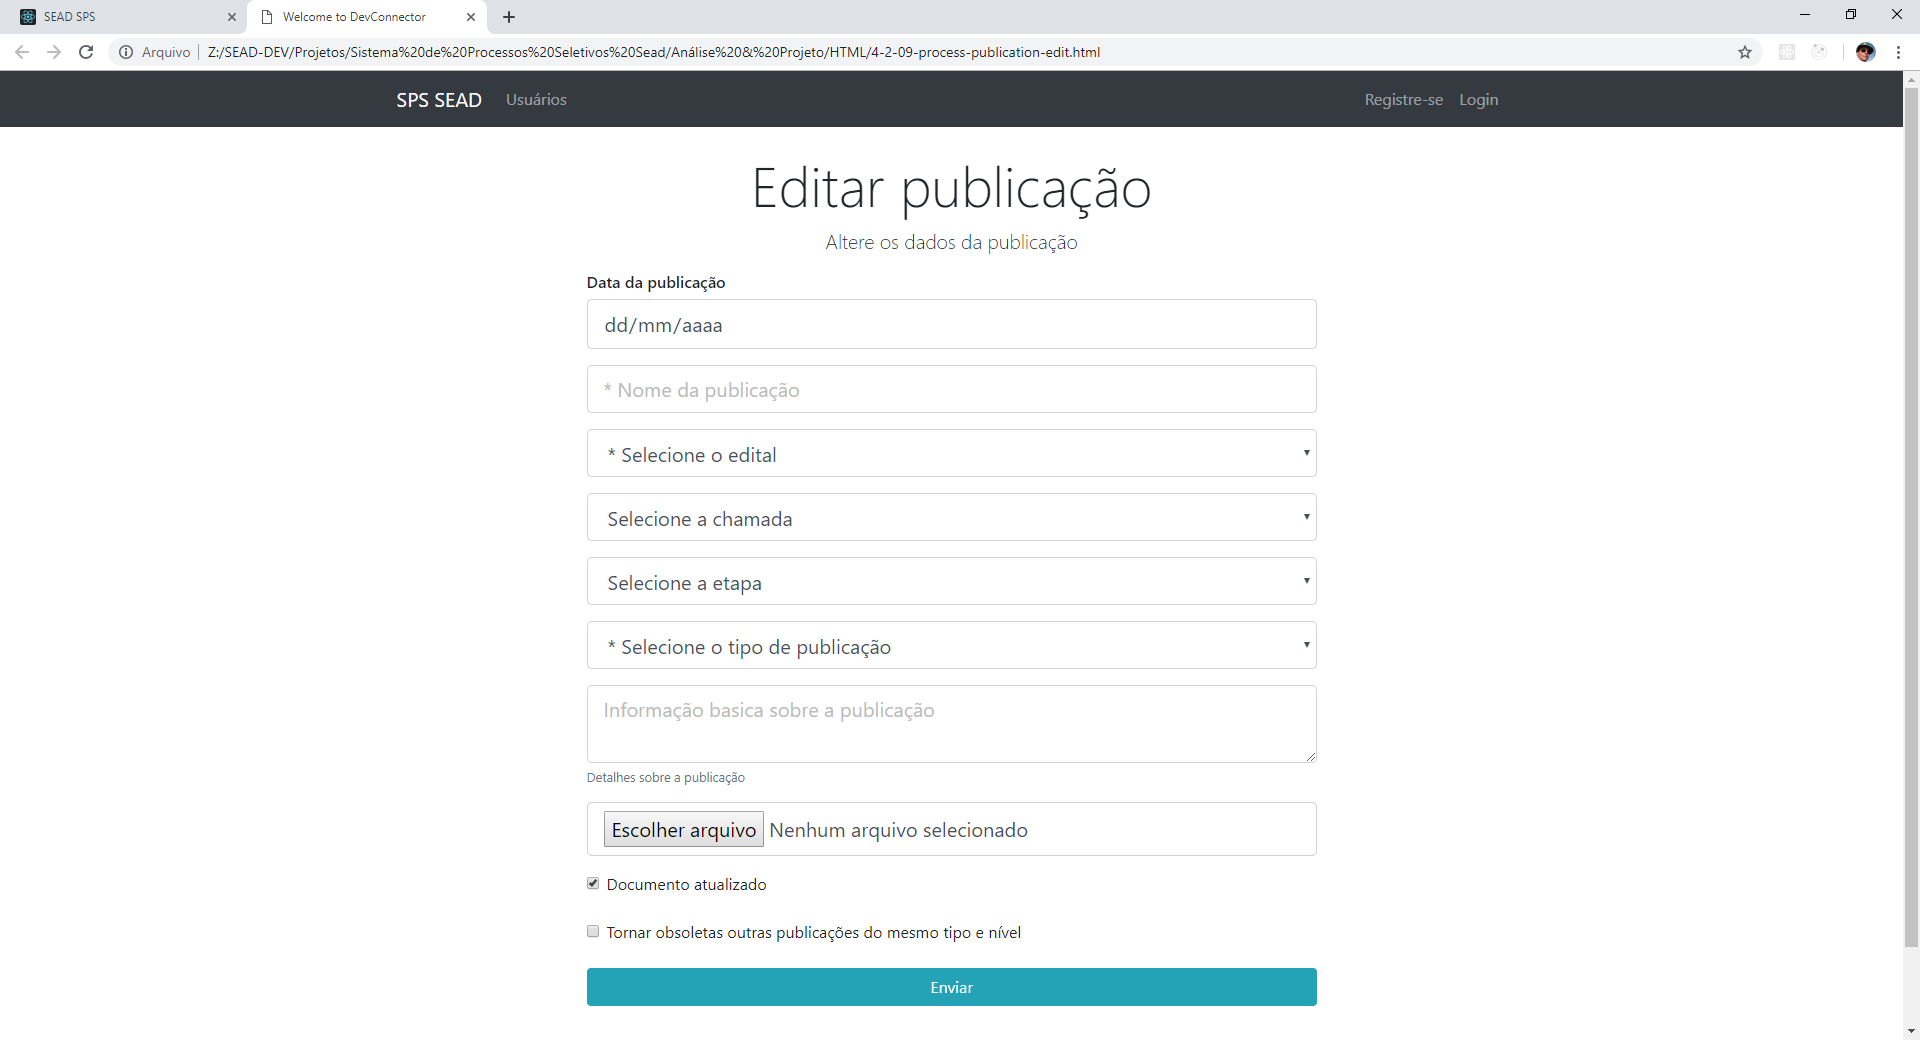 SEAD SPS
Welcome to DevConnector
Arquivo
Z:/SEAD-DEV/Projetos/Sistema%20de%20Processos%20Seletivos%20Sead/Análise%20&%20Projeto/HTML/4-2-09-process-publication-edit.html
SPS SEAD
Usuários
Registre-se
Login
Editar publicação
Altere os dados da publicação
Data da publicação
dd/mm/aaaa
* Nome da publicação
* Selecione o edital
Selecione a chamada
Selecione a etapa
* Selecione o tipo de publicação
Informação basica sobre a publicação
Detalhes sobre a publicação
Escolher arquivo Nenhum arquivo selecionado
Documento atualizado
Tornar obsoletas outras publicações do mesmo tipo e nível
Enviar